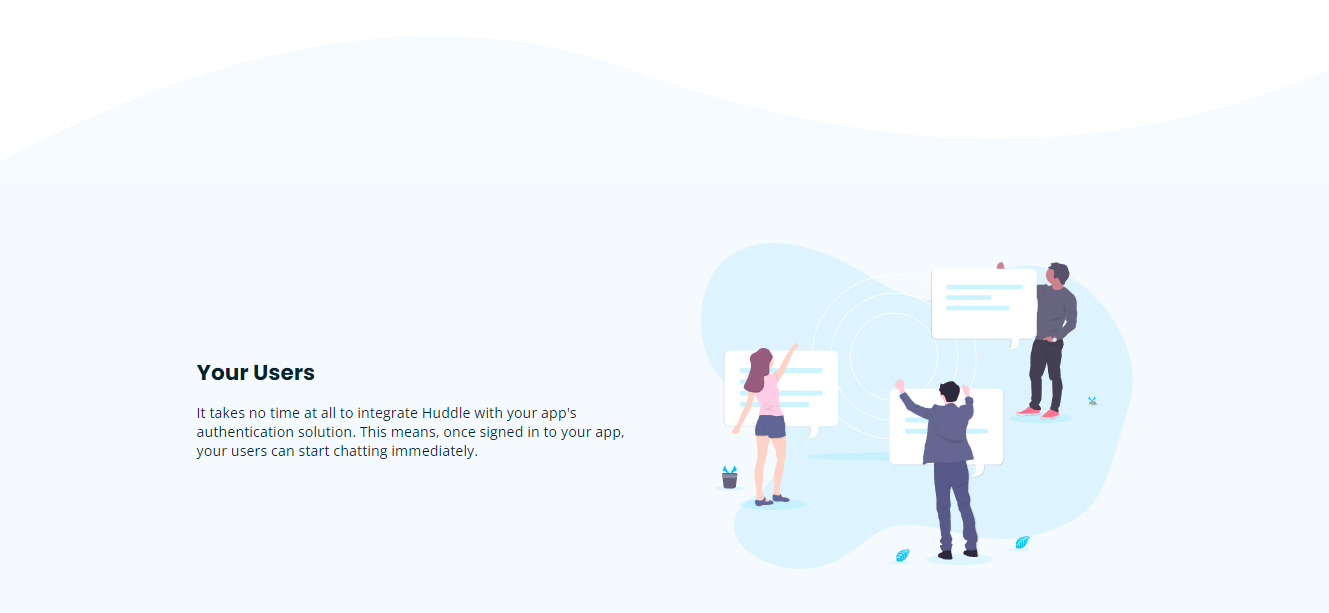 Your Users
It takes no time at all to integrate Huddle with your app's
authentication solution. This means, once signed in to your app,
your users can start chatting immediately.